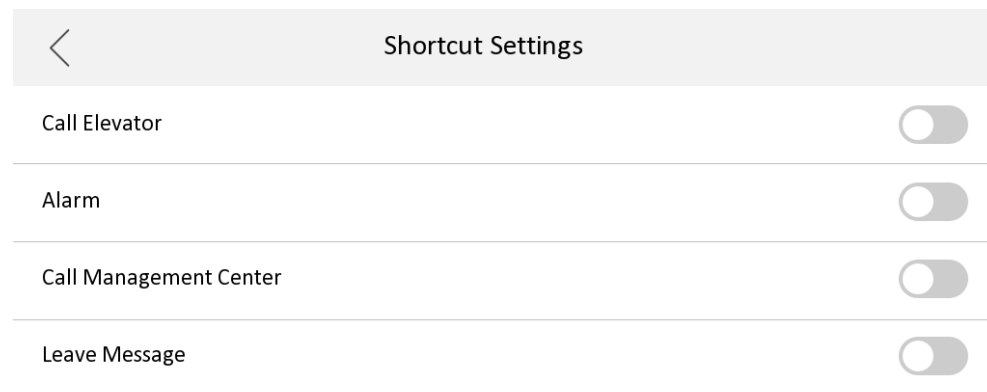 Shortcut Settings
Call Elevator
Alarm
Call Management Center
Leave Message